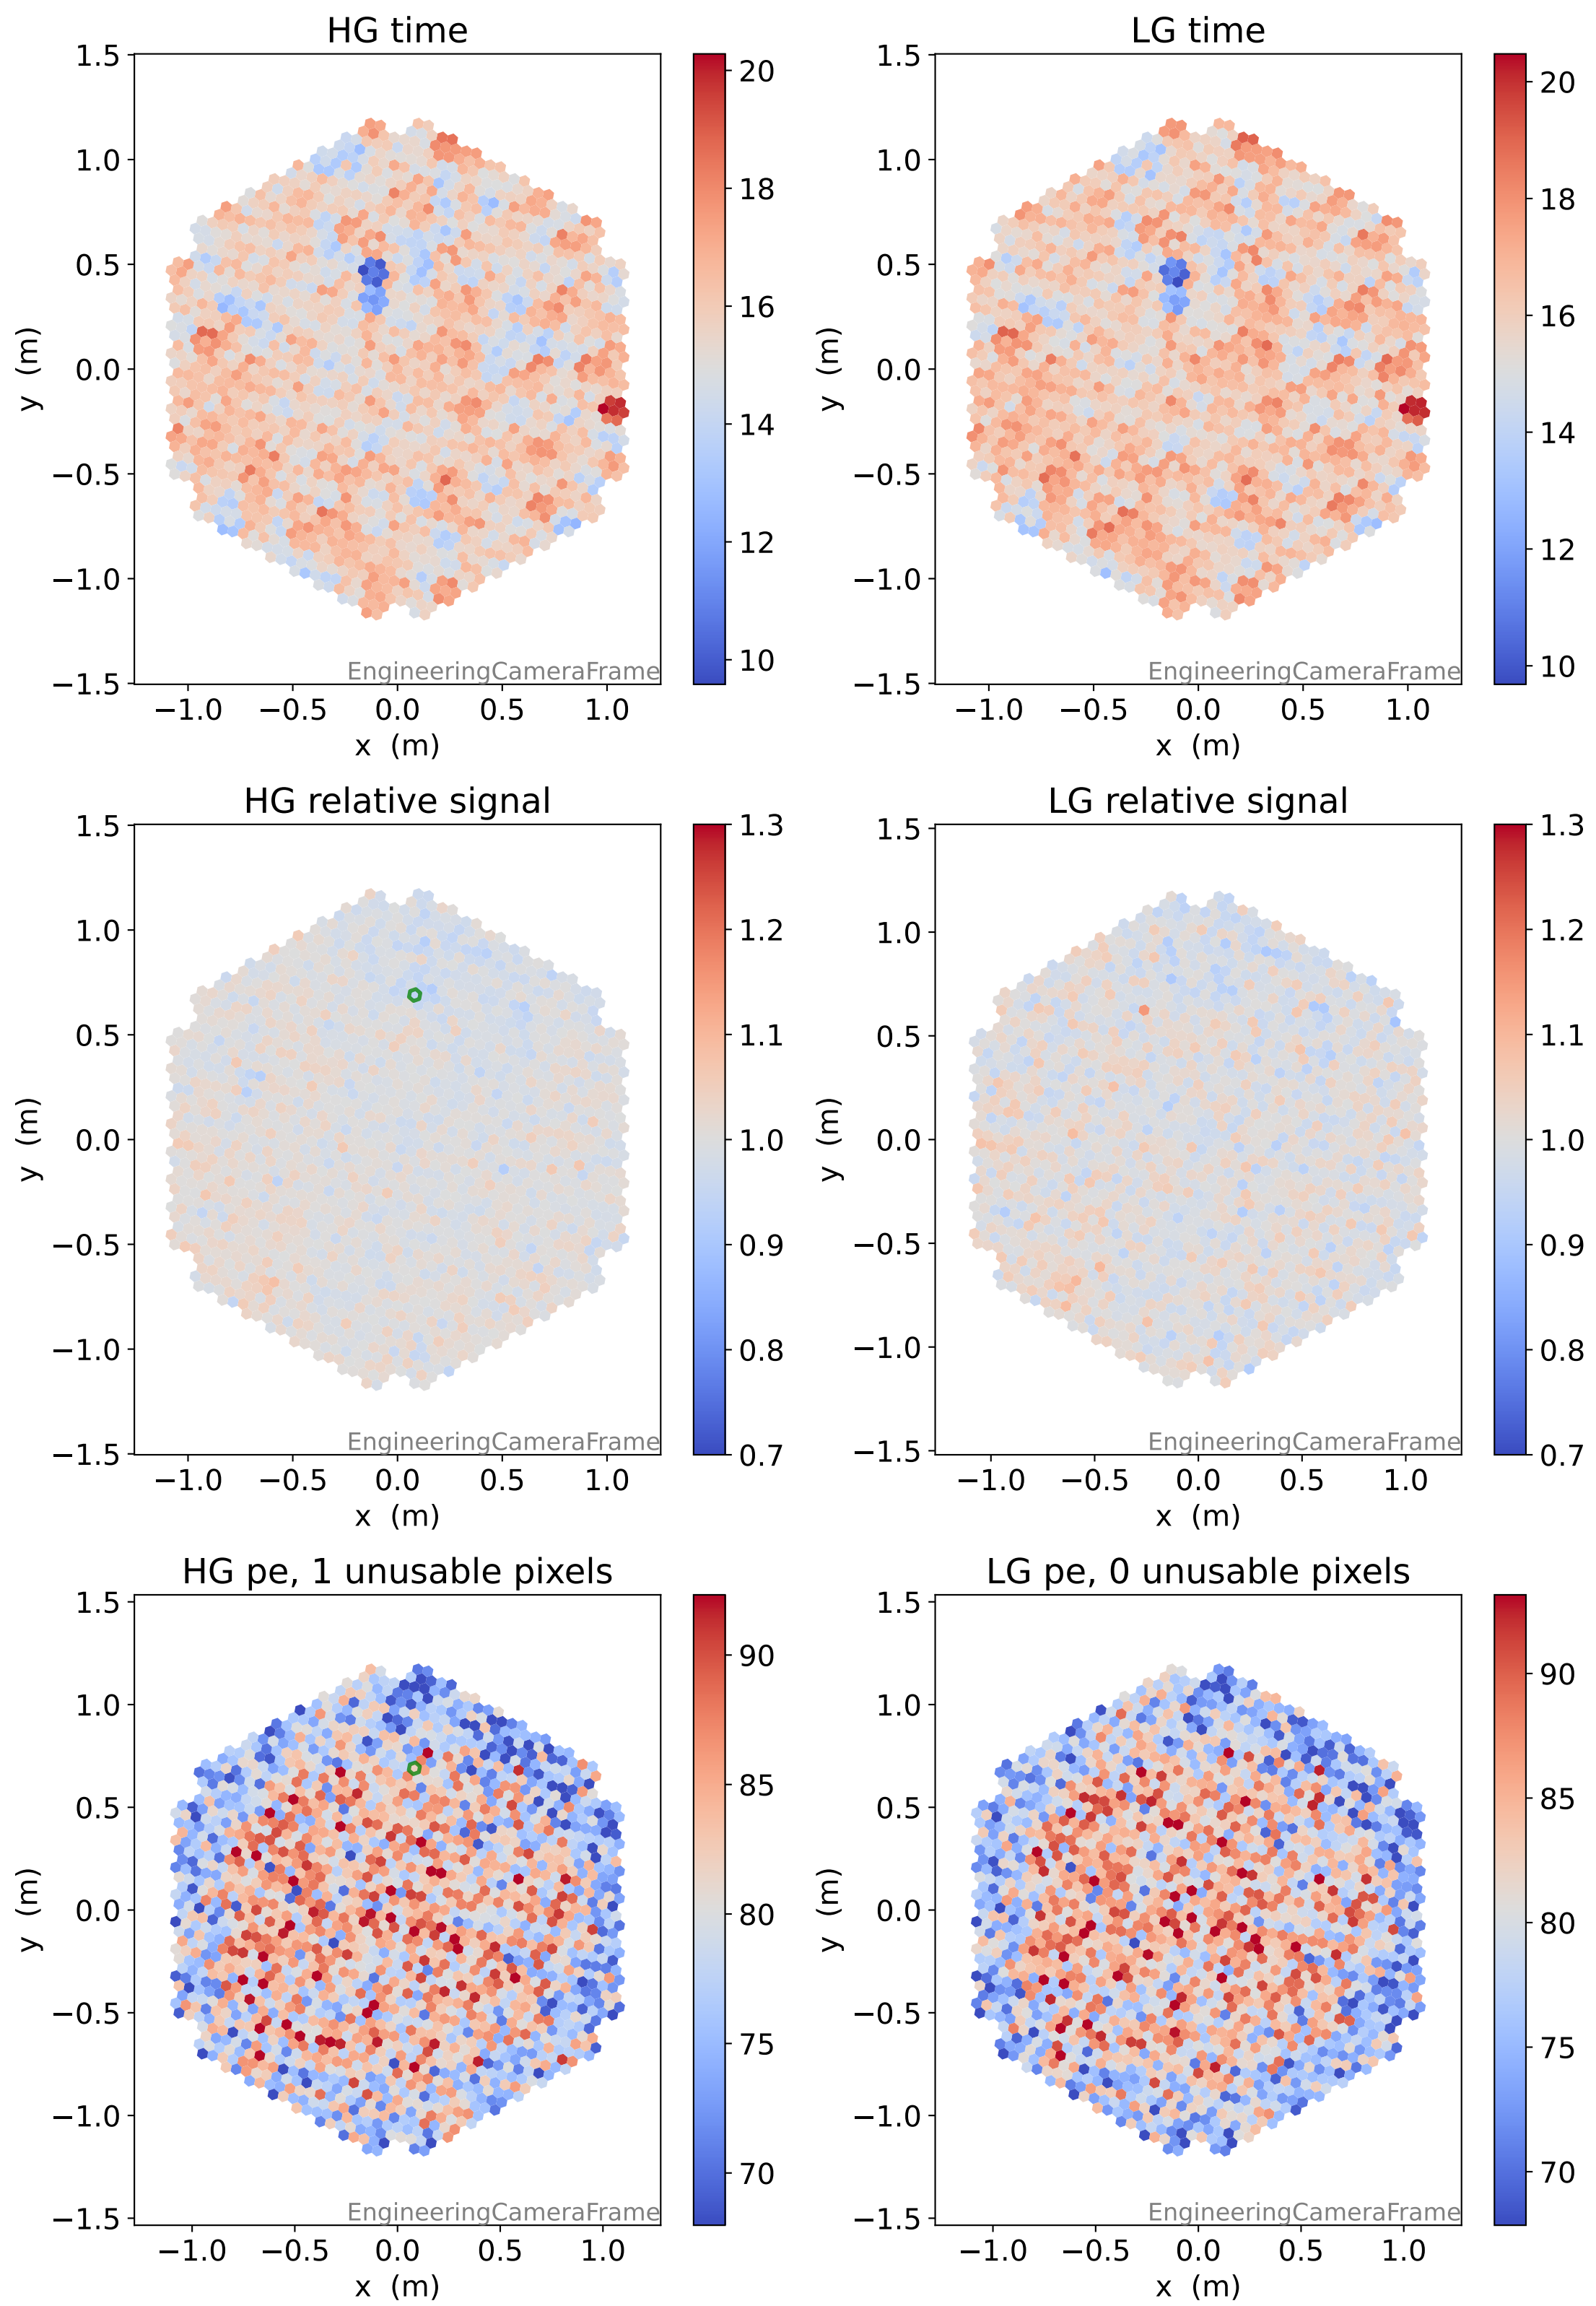 HG time
1.5
1.0
0.5
0.0
−0.5
−1.0
−1.5
y (m)
−1.0 −0.5 0.0 0.5 1.0
x (m)
EngineeringCameraFrame
20
18
16
14
12
10
LG time
1.5
1.0
0.5
0.0
−0.5
−1.0
−1.5
y (m)
−1.0 −0.5 0.0 0.5 1.0
x (m)
EngineeringCameraFrame
20
18
16
14
12
10
HG relative signal
1.5
1.0
0.5
0.0
−0.5
−1.0
−1.5
y (m)
−1.0 −0.5 0.0 0.5 1.0
x (m)
EngineeringCameraFrame
1.3
1.2
1.1
1.0
0.9
0.8
0.7
LG relative signal
1.5
1.0
0.5
0.0
−0.5
−1.0
−1.5
y (m)
−1.0 −0.5 0.0 0.5 1.0
x (m)
EngineeringCameraFrame
1.3
1.2
1.1
1.0
0.9
0.8
0.7
HG pe, 1 unusable pixels
1.5
1.0
0.5
0.0
−0.5
−1.0
−1.5
y (m)
−1.0 −0.5 0.0 0.5 1.0
x (m)
EngineeringCameraFrame
90
85
80
75
70
LG pe, 0 unusable pixels
1.5
1.0
0.5
0.0
−0.5
−1.0
−1.5
y (m)
−1.0 −0.5 0.0 0.5 1.0
x (m)
EngineeringCameraFrame
90
85
80
75
70